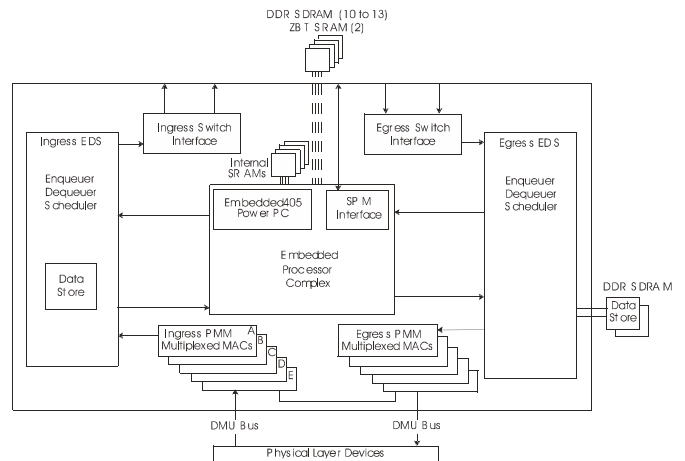 DDR SDRAM (10 to 13)
ZBT SRAM (2)
Ingress Switch
Interface
Egress Switch
Interface
Ingress EDS
Enqueuer
Dequeuer
Scheduler
Data
Store
Internal
SRAMs
Embedded405
Power PC
SPM
Interface
Embedded
Processor
Complex
Egress EDS
Enqueuer
Dequeuer
Scheduler
DDR SDRAM
Data
Store
Ingress PMM
Multiplexed MACs
A
B
C
D
E
Egress PMM
Multiplexed MACs
DMU Bus
DMU Bus
Physical Layer Devices